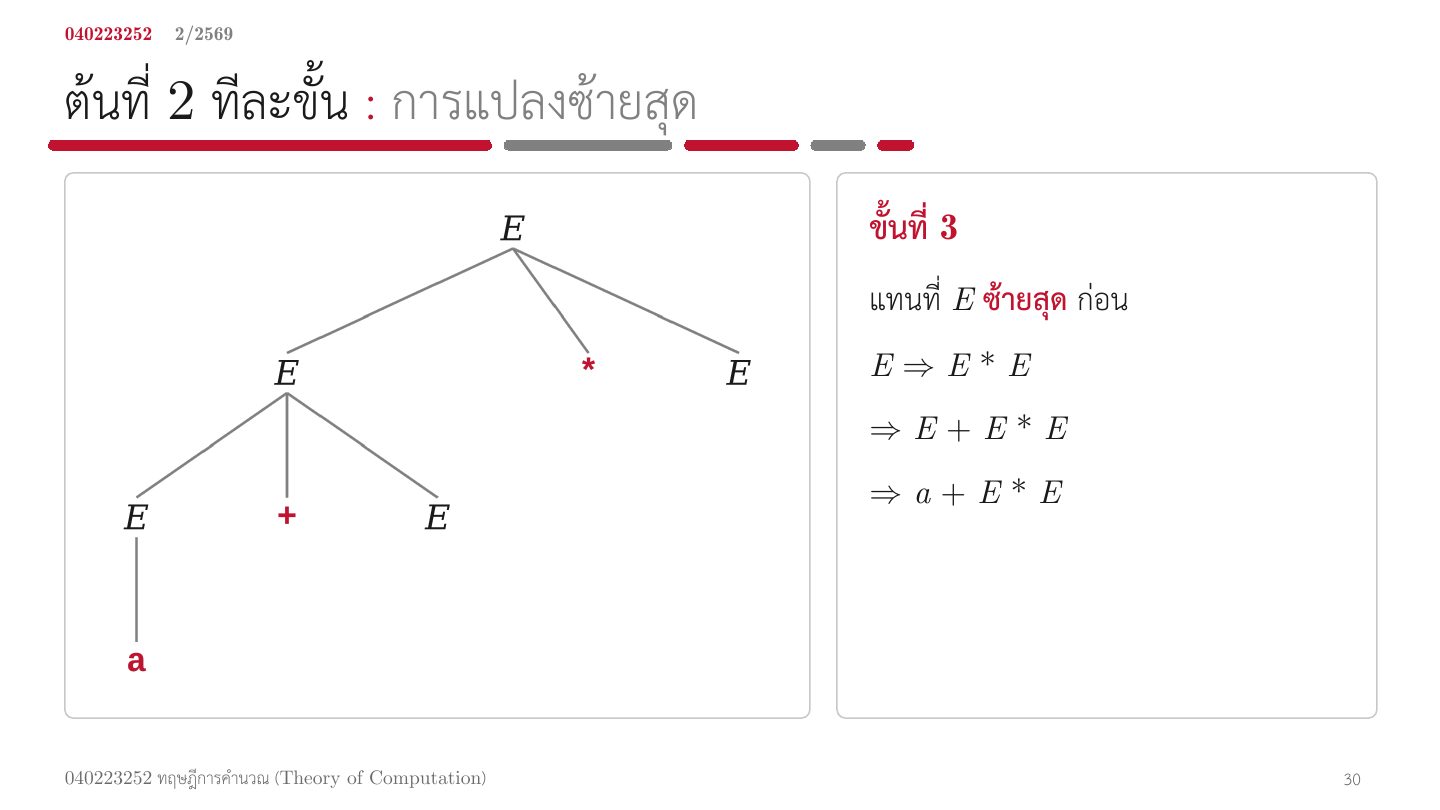 040223252 2/2569
ต้นที่ 2 ทีละขั้น : การแปลงซ้ายสุด
E
E * E
E + E
a
ขั้นที่ 3
แทนที่ E ซ้ายสุด ก่อน
E ⇒ E * E
⇒ E + E * E
⇒ a + E * E
040223252 ทฤษฎีการคำนวณ (Theory of Computation)
30